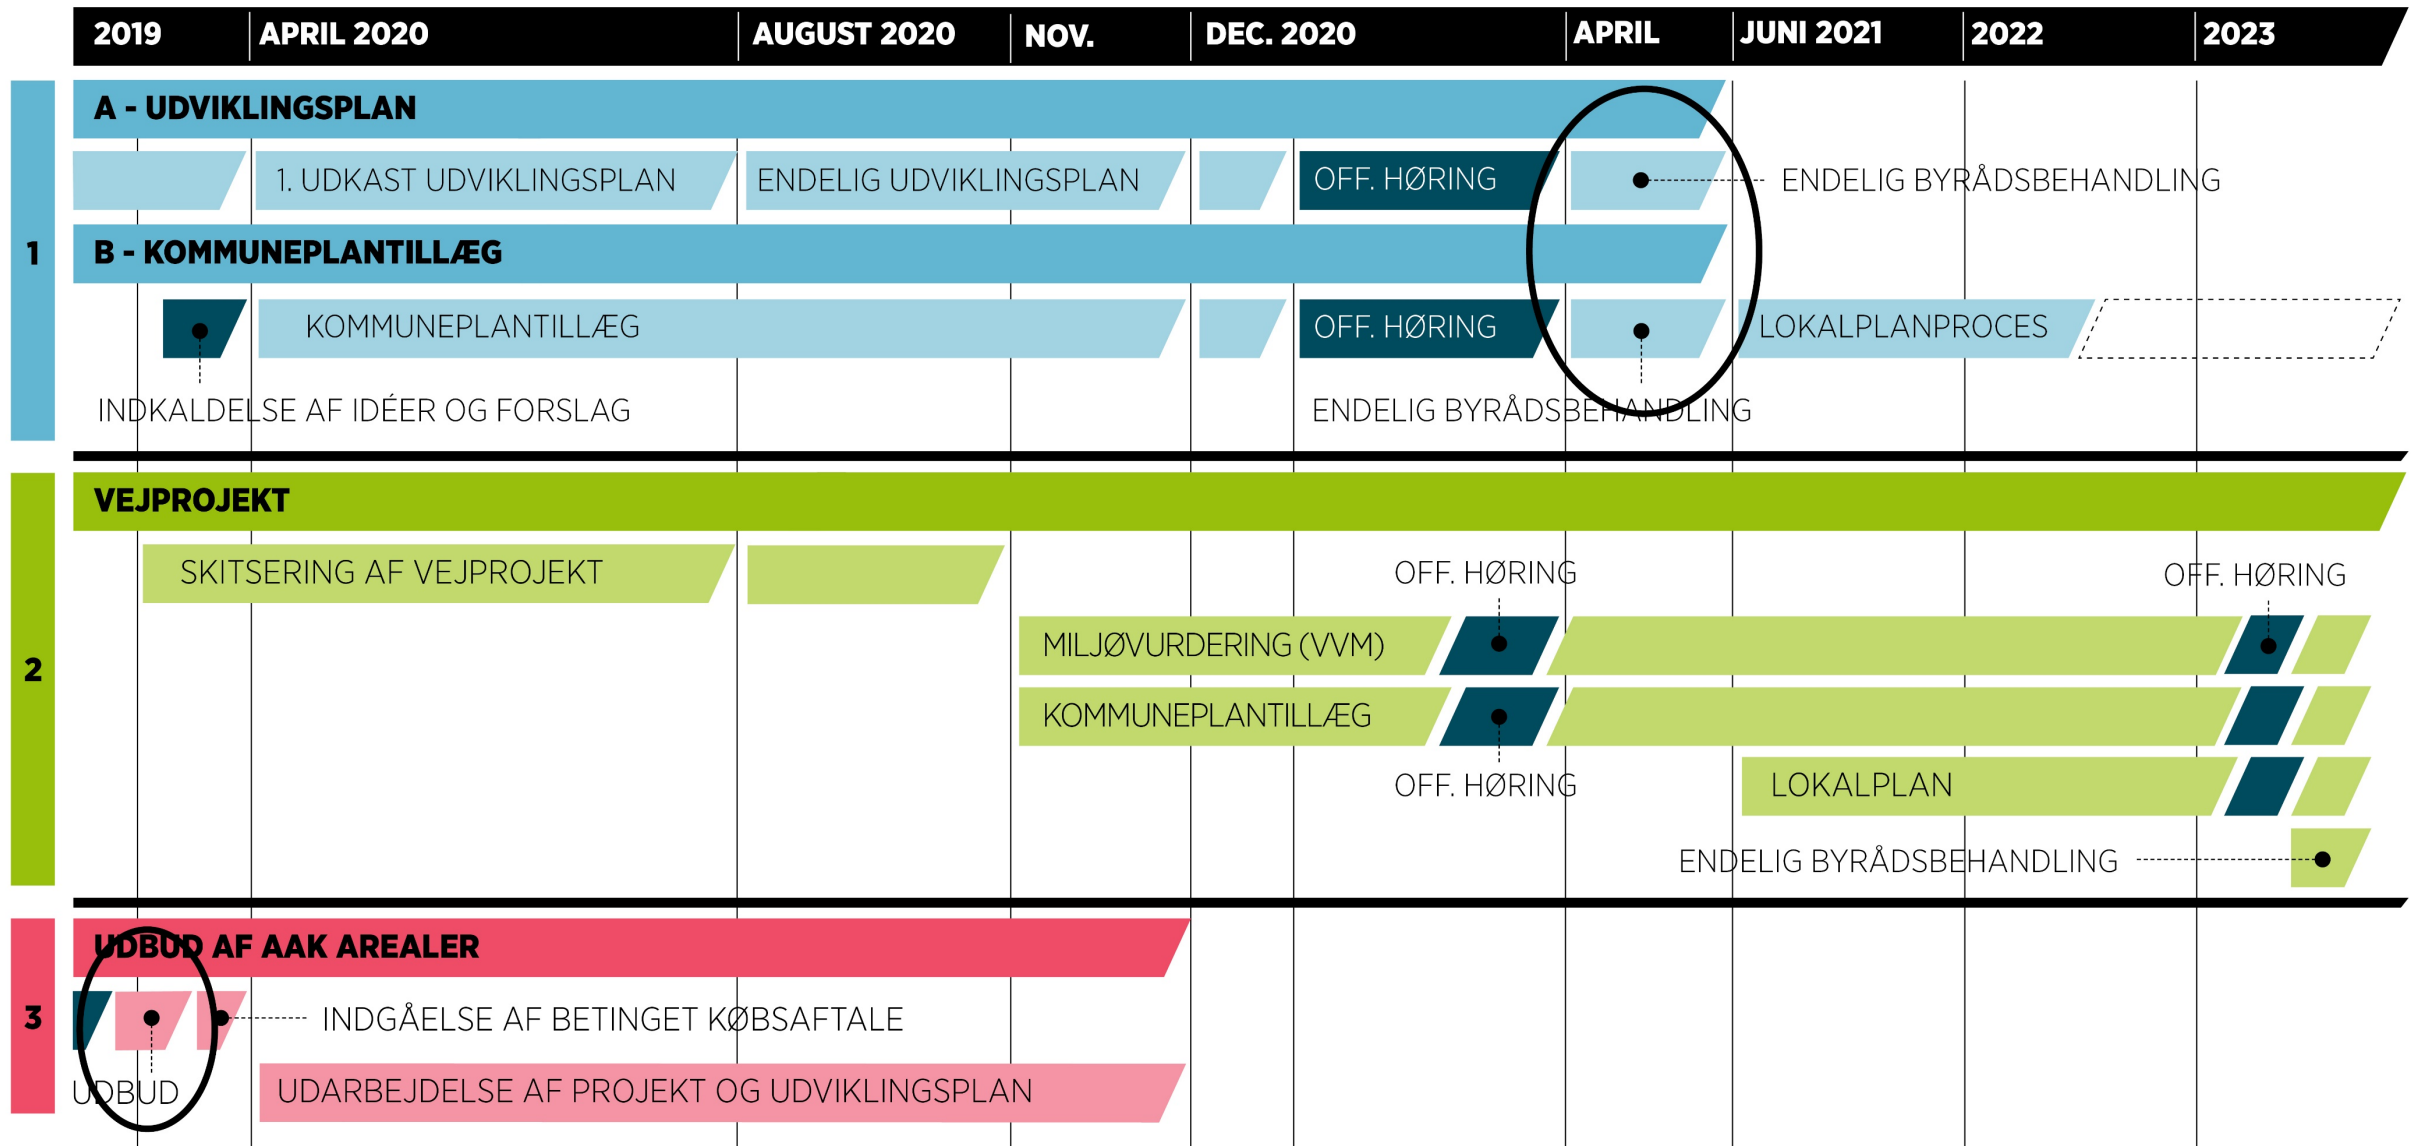 2019 APRIL 2020 AUGUST 2020 NOV. DEC. 2020 APRIL JUNI 2021 2022 2023
1
A - UDVIKLINGSPLAN
1. UDKAST UDVIKLINGSPLAN ENDELIG UDVIKLINGSPLAN OFF. HØRING ENDELIG BYRÅDSBEHANDLING
B - KOMMUNEPLANTILLÆG
KOMMUNEPLANTILLÆG OFF. HØRING LOKALPLANPROCES
INDKALDELSE AF IDÉER OG FORSLAG ENDELIG BYRÅDSBEHANDLING
2
VEJPROJEKT
SKITSERING AF VEJPROJEKT OFF. HØRING OFF. HØRING
MILJØVURDERING (VVM)
KOMMUNEPLANTILLÆG
OFF. HØRING LOKALPLAN
ENDELIG BYRÅDSBEHANDLING
3
UDBUD AF AAK AREALER
INDGÅELSE AF BETINGET KØBSAFTALE
UDBUD UDARBEJDELSE AF PROJEKT OG UDVIKLINGSPLAN